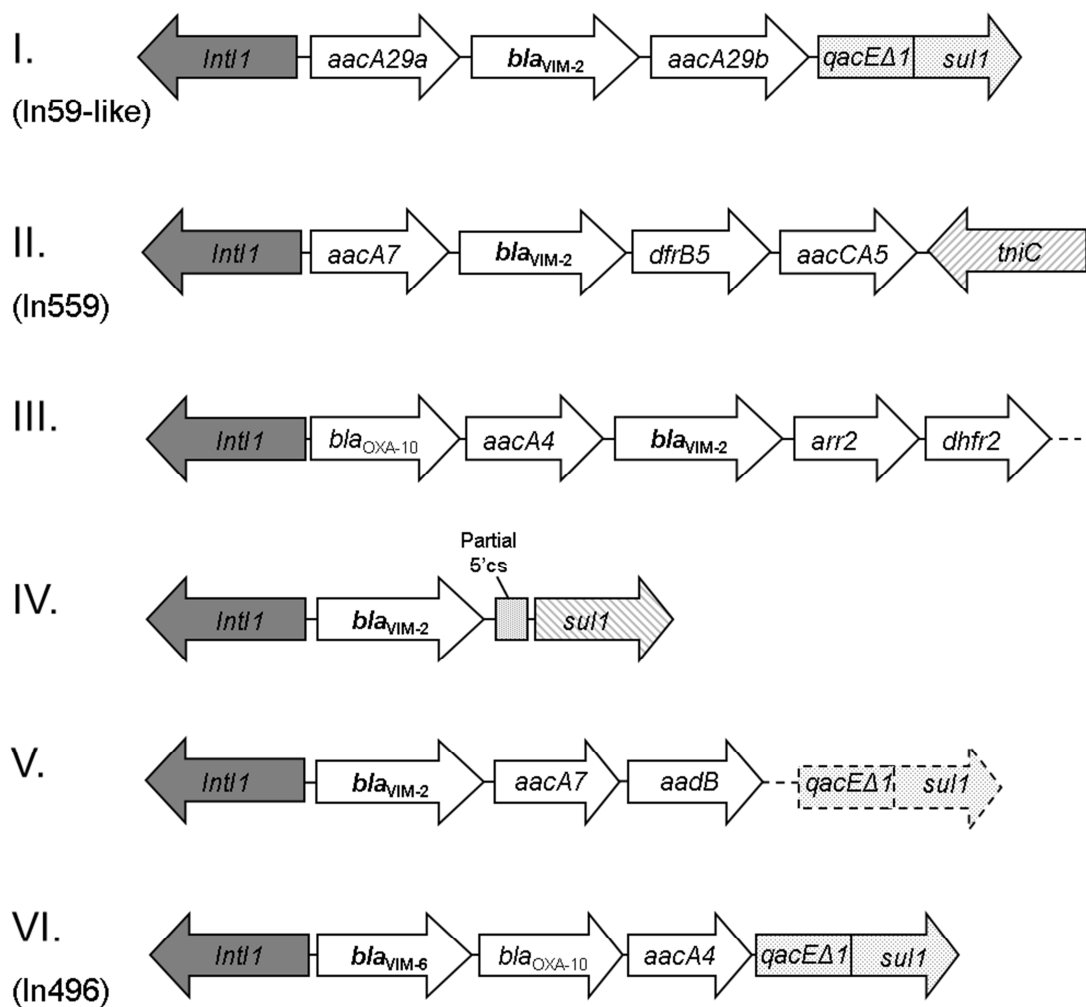 I.
IntI1 aacA29a blaVIM-2 aacA29b qacEΔ1 sul1
(In59-like)
II.
IntI1 aacA7 blaVIM-2 dfrB5 aacCA5 tniC
(In559)
III.
IntI1 blaOXA-10 aacA4 blaVIM-2 arr2 dhfr2
Partial
5'cs
IV.
IntI1 blaVIM-2 sul1
V.
IntI1 blaVIM-2 aacA7 aadB qacEΔ1 sul1
VI.
IntI1 blaVIM-6 blaOXA-10 aacA4 qacEΔ1 sul1
(In496)